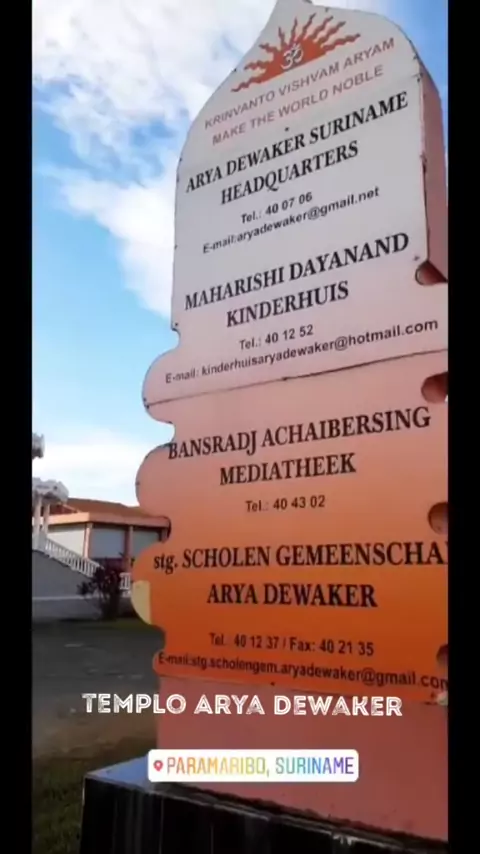 ॐ
KRINVANTO VISHVAM ARYAM
MAKE THE WORLD NOBLE
ARYA DEWAKER SURINAME
HEADQUARTERS
Tel.: 40 07 06
E-mail:aryadewaker@gmail.net
MAHARISHI DAYANAND
KINDERHUIS
Tel.: 40 12 52
E-mail: kinderhuisaryadewaker@hotmail.com
BANSRADJ ACHAIBERSING
MEDIATHEEK
Tel.: 40 43 02
stg. SCHOLEN GEMEENSCHA
ARYA DEWAKER
Tel.: 40 12 37 / Fax: 40 21 35
E-mail:stg.scholengem.aryadewaker@gmail.com
TEMPLO ARYA DEWAKER
PARAMARIBO, SURINAME